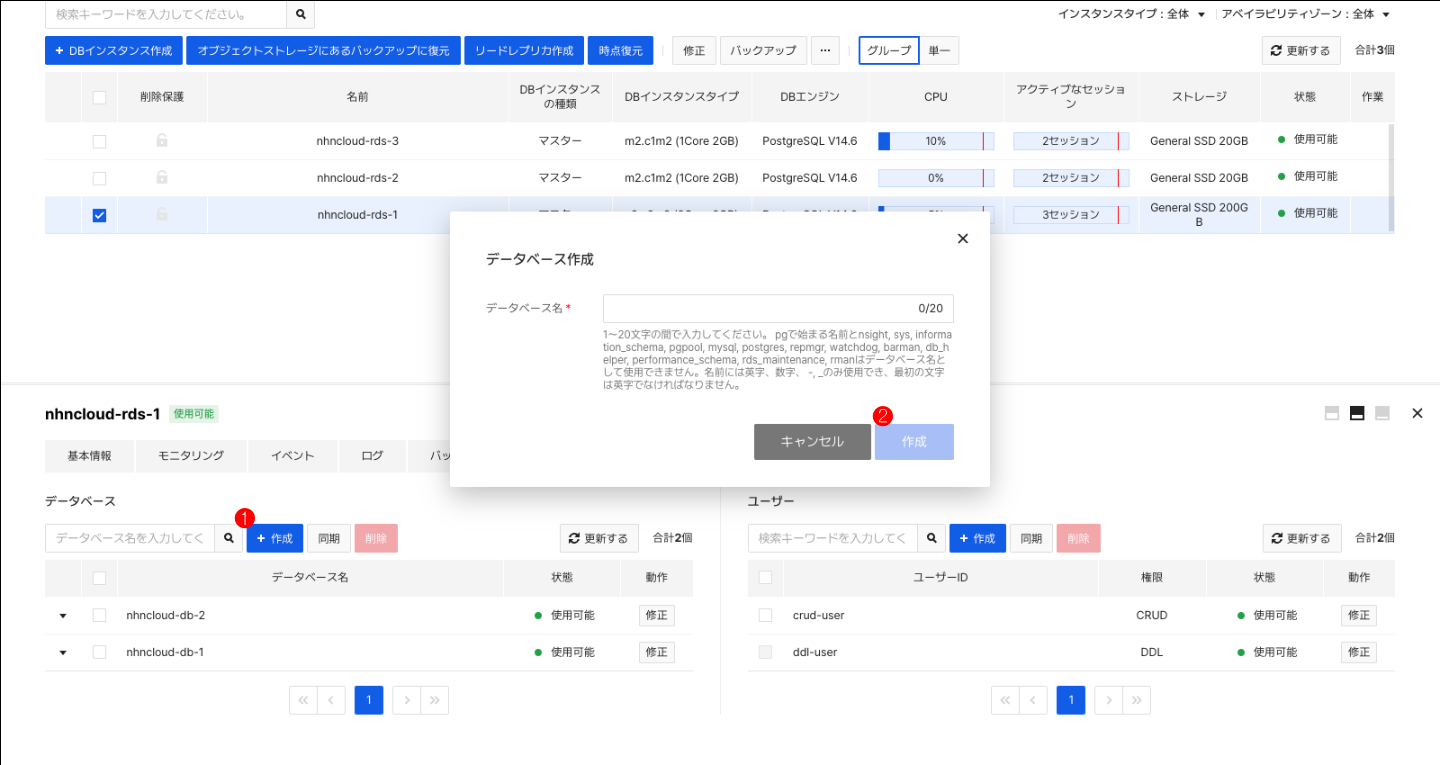 検索キーワードを入力してください。
インスタンスタイプ : 全体 アベイラビリティゾーン : 全体
+ DBインスタンス作成 オブジェクトストレージにあるバックアップに復元 リードレプリカ作成 時点復元 修正 バックアップ ... グループ 単一 更新する 合計3個
削除保護 名前 DBインスタンスの種類 DBインスタンスタイプ DBエンジン CPU アクティブなセッション ストレージ 状態 作業
nhncloud-rds-3 マスター m2.c1m2 (1Core 2GB) PostgreSQL V14.6 10% 2セッション General SSD 20GB 使用可能
nhncloud-rds-2 マスター m2.c1m2 (1Core 2GB) PostgreSQL V14.6 0% 2セッション General SSD 20GB 使用可能
nhncloud-rds-1 3セッション General SSD 200GB 使用可能
データベース作成
データベース名 *
0/20
1～20文字の間で入力してください。 pgで始まる名前とnsight, sys, informa
tion_schema, pgpool, mysql, postgres, repmgr, watchdog, barman, db_h
elper, performance_schema, rds_maintenance, rmanはデータベース名と
して使用できません。名前には英字、数字、 -, _のみ使用でき、最初の文字
は英字でなければなりません。
2
キャンセル 作成
nhncloud-rds-1 使用可能
基本情報 モニタリング イベント ログ バッ
データベース
1
データベース名を入力してく + 作成 同期 削除 更新する 合計2個
データベース名 状態 動作
nhncloud-db-2 使用可能 修正
nhncloud-db-1 使用可能 修正
1
ユーザー
検索キーワードを入力してく + 作成 同期 削除 更新する 合計2個
ユーザーID 権限 状態 動作
crud-user CRUD 使用可能 修正
ddl-user DDL 使用可能 修正
1